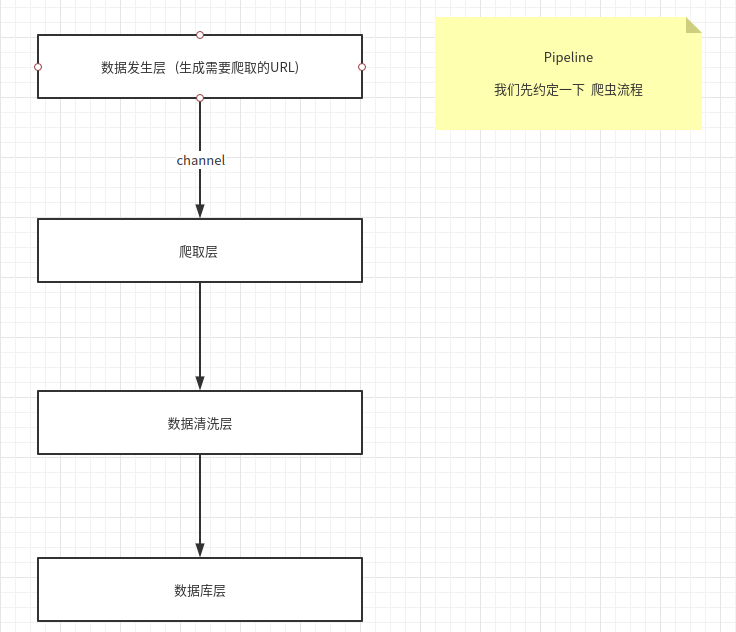 数据发生层 (生成需要爬取的URL)
Pipeline
我们先约定一下 爬虫流程
channel
爬取层
数据清洗层
数据库层